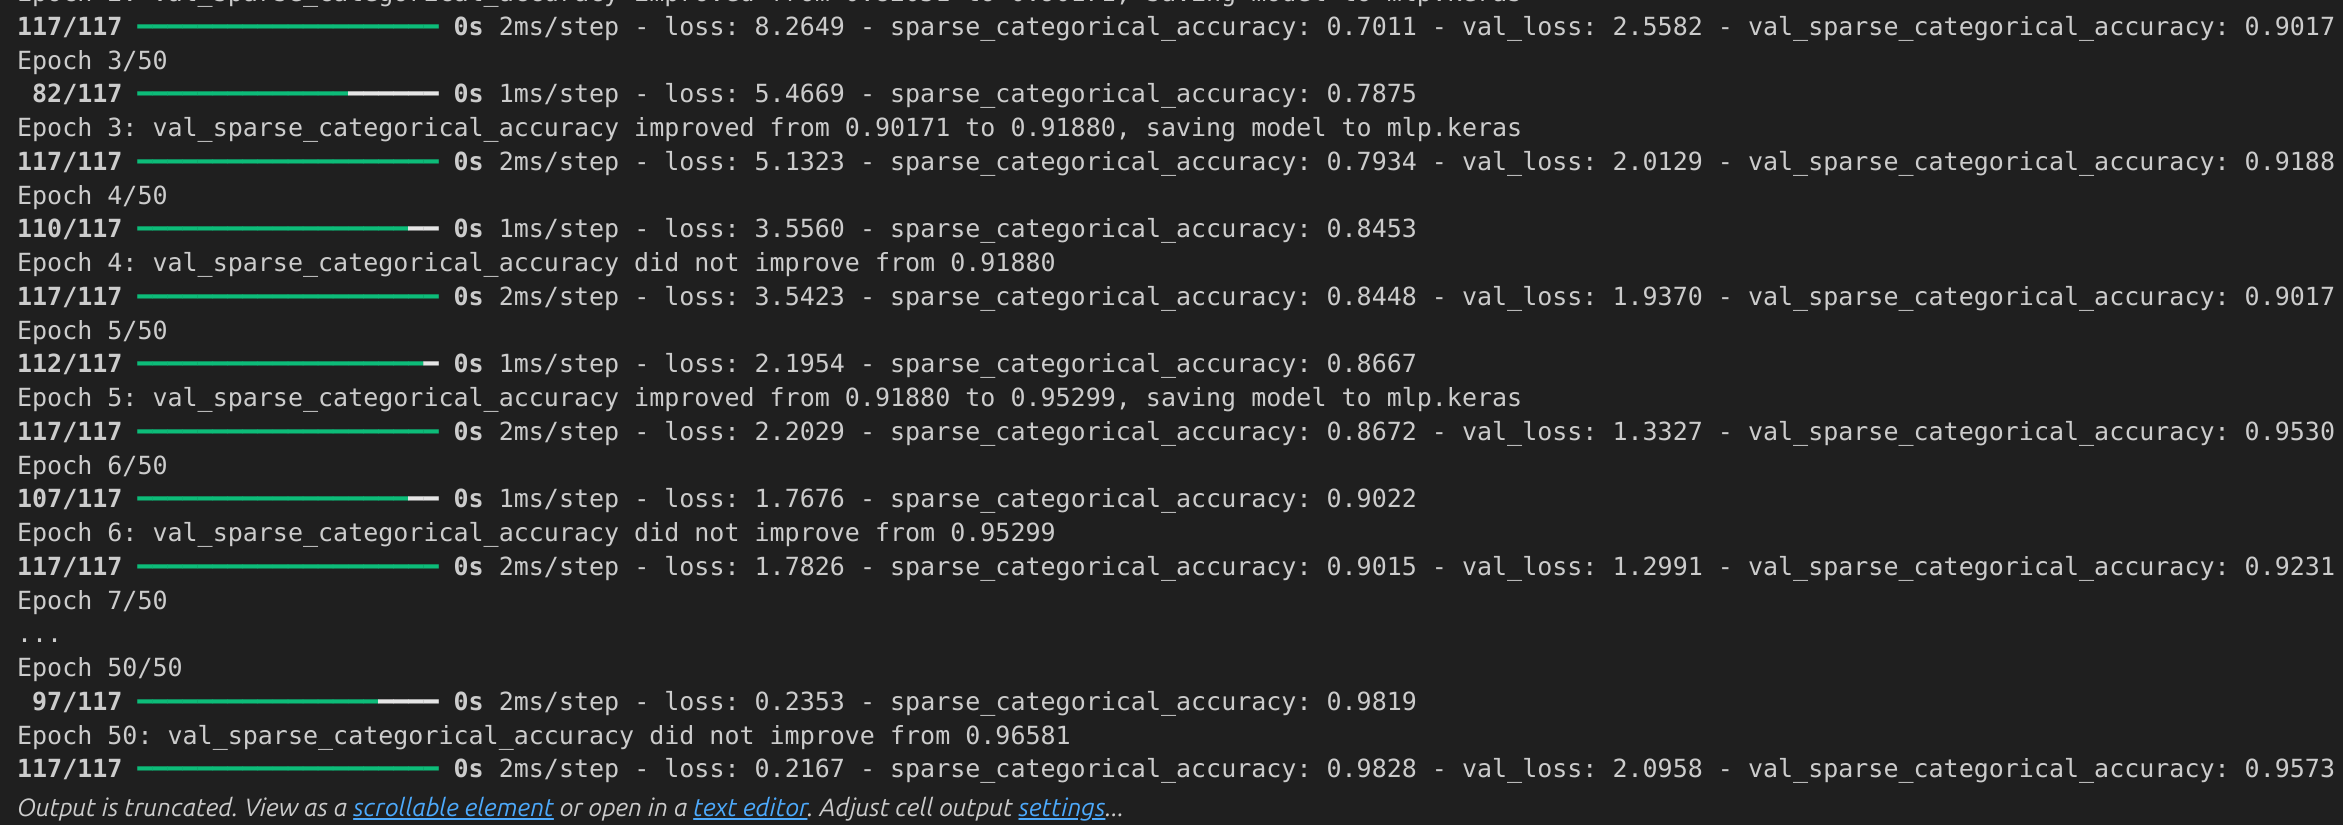 117/117 0s 2ms/step - loss: 8.2649 - sparse_categorical_accuracy: 0.7011 - val_loss: 2.5582 - val_sparse_categorical_accuracy: 0.9017
Epoch 3/50
82/117 0s 1ms/step - loss: 5.4669 - sparse_categorical_accuracy: 0.7875
Epoch 3: val_sparse_categorical_accuracy improved from 0.90171 to 0.91880, saving model to mlp.keras
117/117 0s 2ms/step - loss: 5.1323 - sparse_categorical_accuracy: 0.7934 - val_loss: 2.0129 - val_sparse_categorical_accuracy: 0.9188
Epoch 4/50
110/117 0s 1ms/step - loss: 3.5560 - sparse_categorical_accuracy: 0.8453
Epoch 4: val_sparse_categorical_accuracy did not improve from 0.91880
117/117 0s 2ms/step - loss: 3.5423 - sparse_categorical_accuracy: 0.8448 - val_loss: 1.9370 - val_sparse_categorical_accuracy: 0.9017
Epoch 5/50
112/117 0s 1ms/step - loss: 2.1954 - sparse_categorical_accuracy: 0.8667
Epoch 5: val_sparse_categorical_accuracy improved from 0.91880 to 0.95299, saving model to mlp.keras
117/117 0s 2ms/step - loss: 2.2029 - sparse_categorical_accuracy: 0.8672 - val_loss: 1.3327 - val_sparse_categorical_accuracy: 0.9530
Epoch 6/50
107/117 0s 1ms/step - loss: 1.7676 - sparse_categorical_accuracy: 0.9022
Epoch 6: val_sparse_categorical_accuracy did not improve from 0.95299
117/117 0s 2ms/step - loss: 1.7826 - sparse_categorical_accuracy: 0.9015 - val_loss: 1.2991 - val_sparse_categorical_accuracy: 0.9231
Epoch 7/50
...
Epoch 50/50
97/117 0s 2ms/step - loss: 0.2353 - sparse_categorical_accuracy: 0.9819
Epoch 50: val_sparse_categorical_accuracy did not improve from 0.96581
117/117 0s 2ms/step - loss: 0.2167 - sparse_categorical_accuracy: 0.9828 - val_loss: 2.0958 - val_sparse_categorical_accuracy: 0.9573
Output is truncated. View as a scrollable element or open in a text editor. Adjust cell output settings...